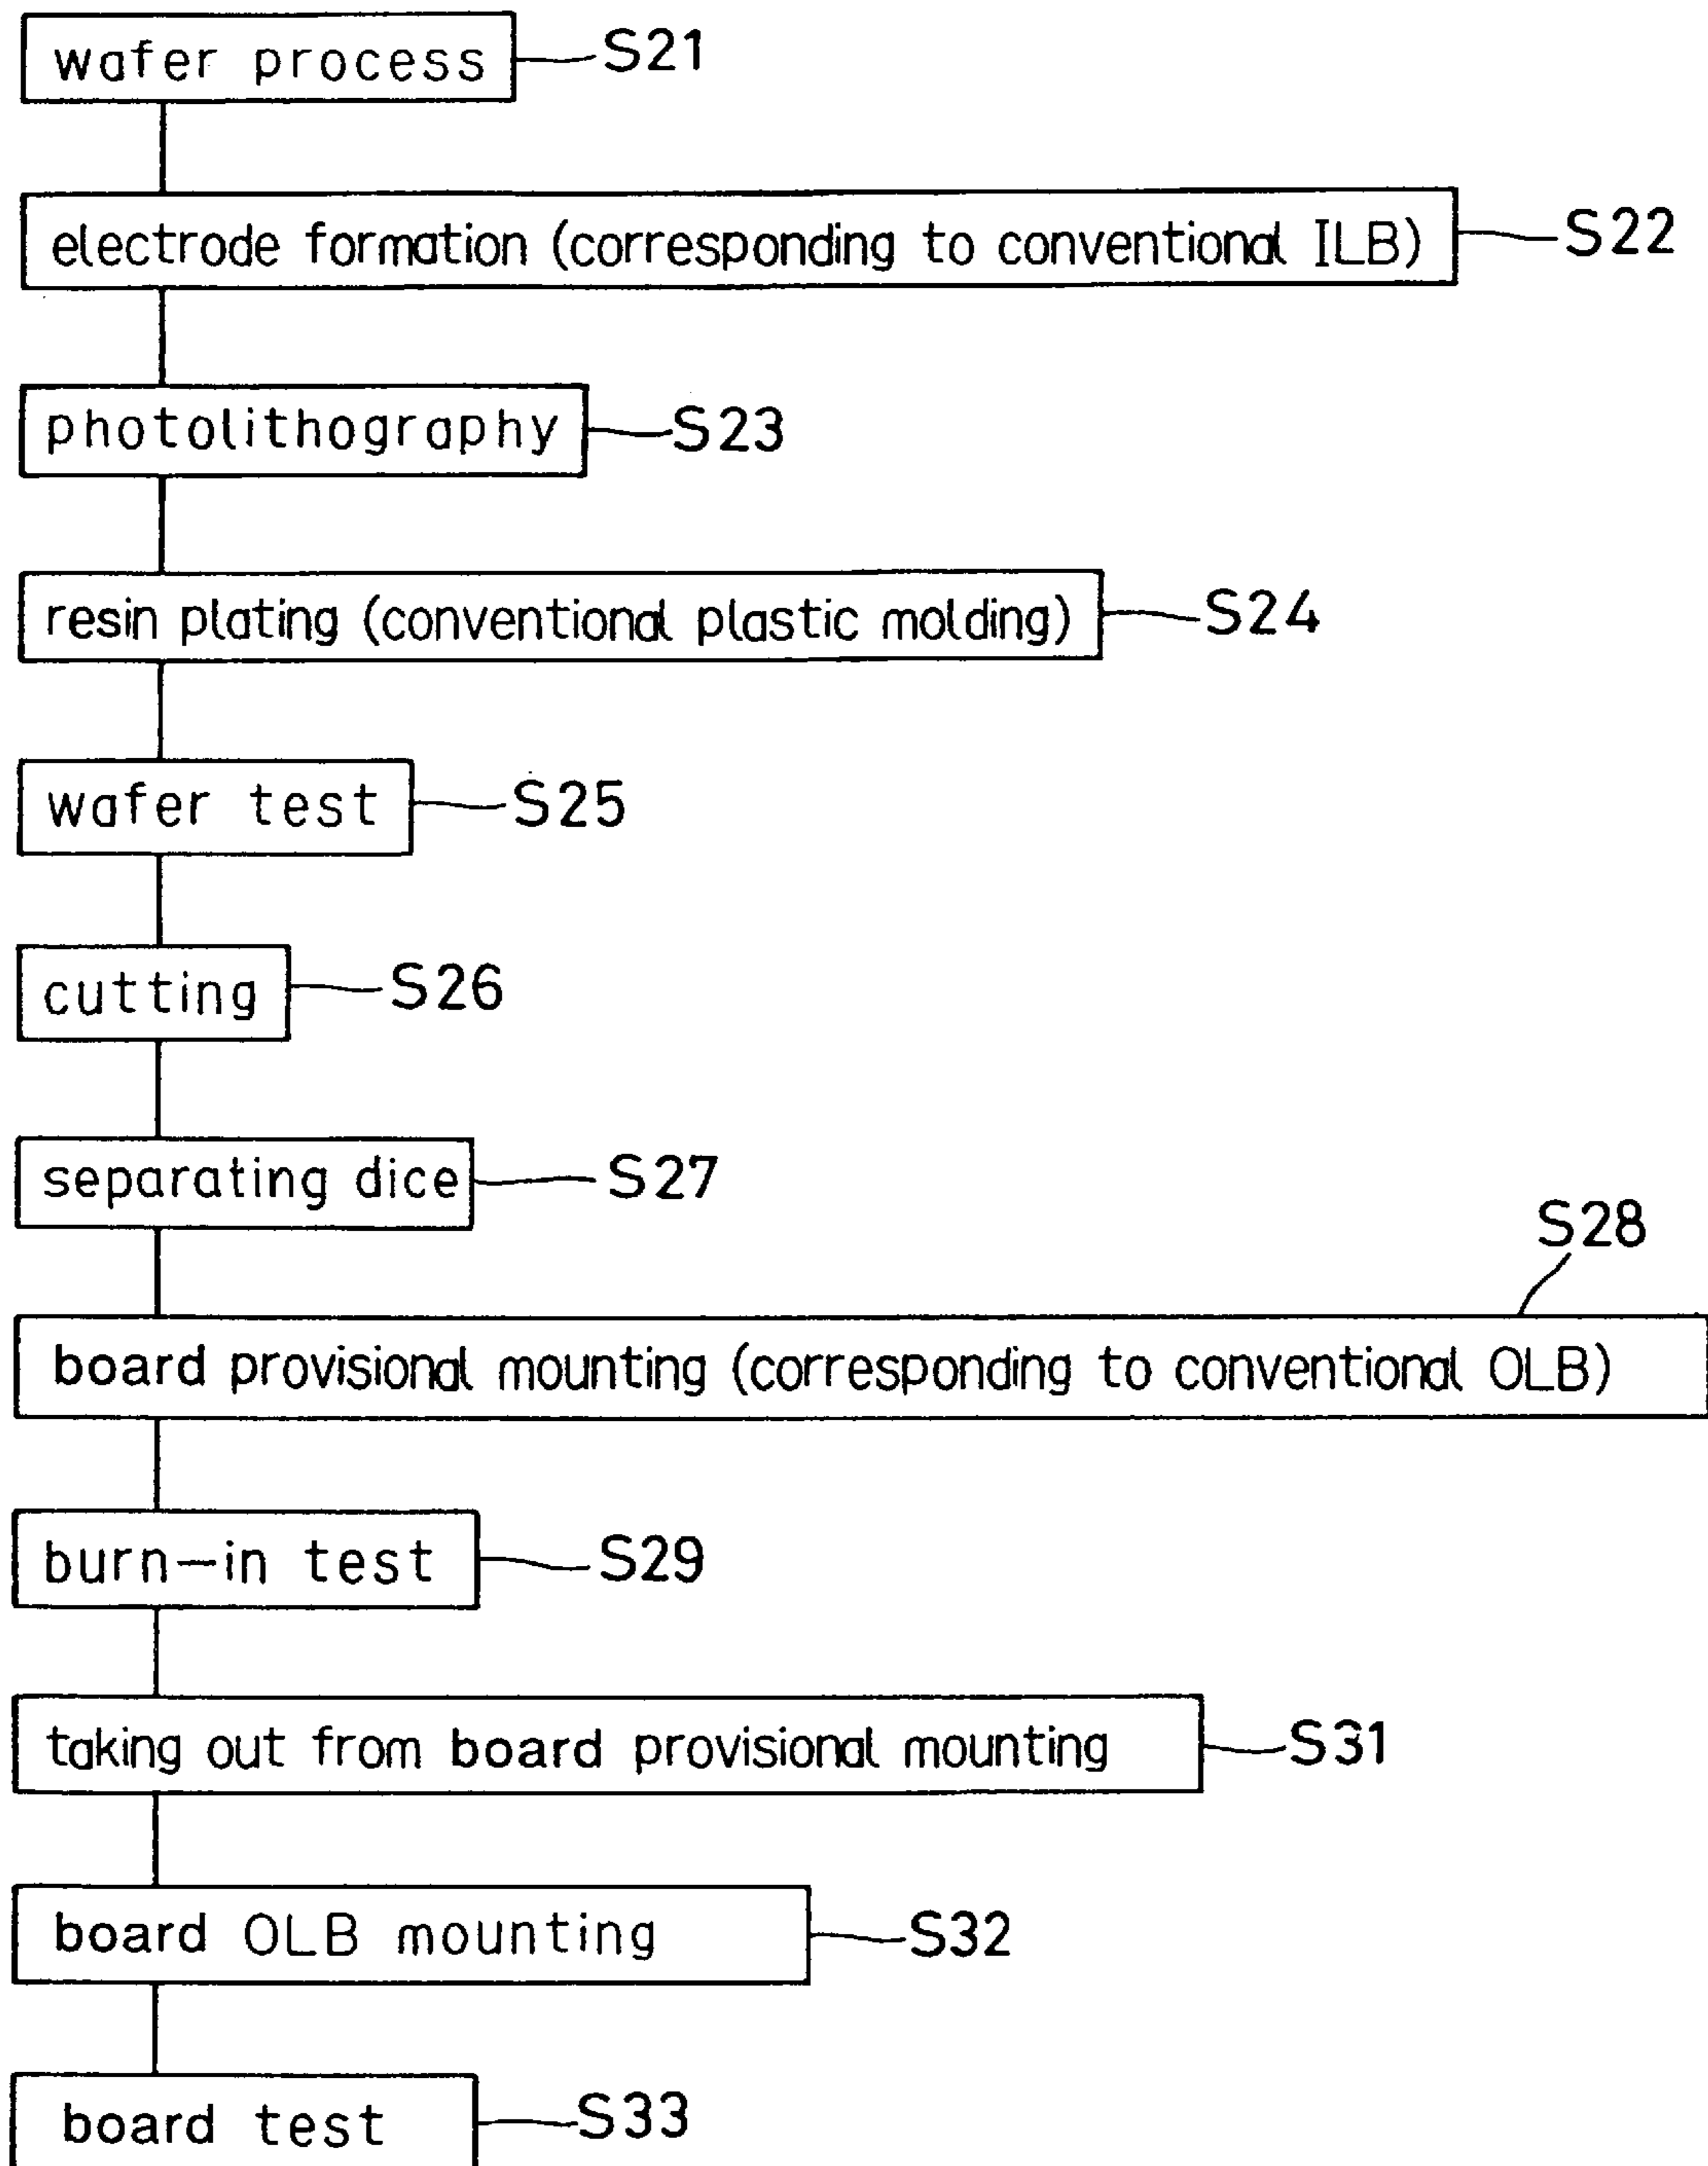 wafer process S21
electrode formation (corresponding to conventional ILB) S22
photolithography S23
resin plating (conventional plastic molding) S24
wafer test S25
cutting S26
separating dice S27
S28
board provisional mounting (corresponding to conventional OLB)
burn-in test S29
taking out from board provisional mounting S31
board OLB mounting S32
board test S33